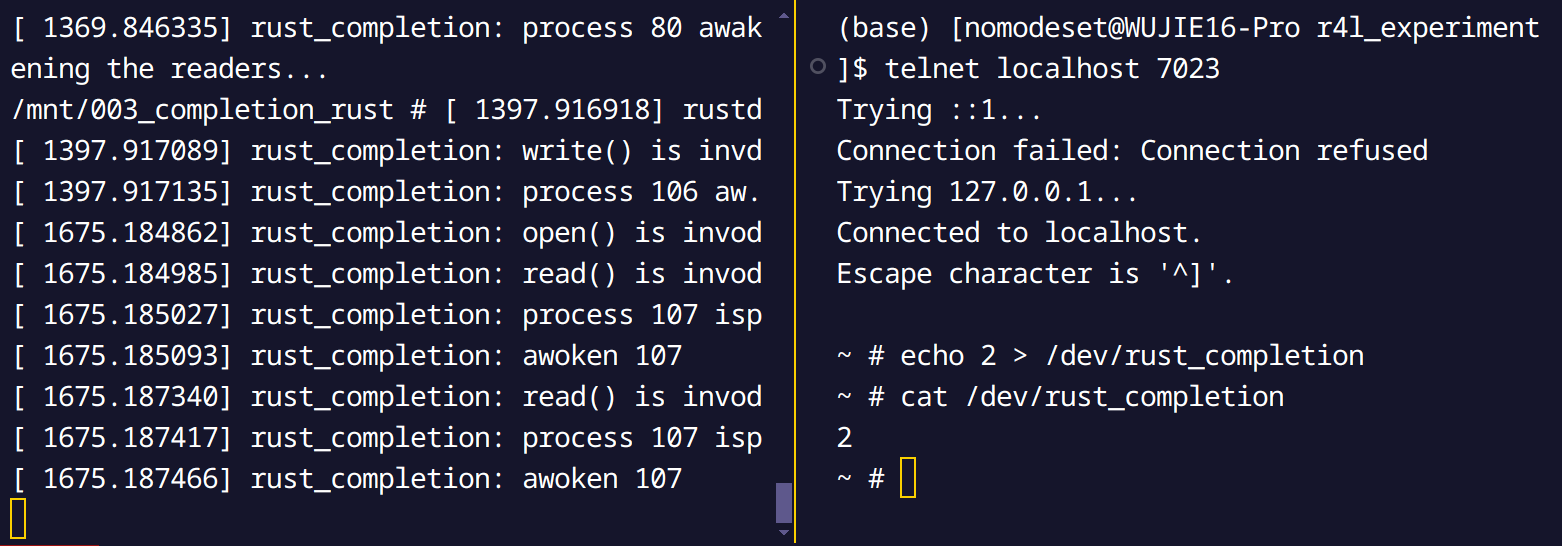 [ 1369.846335] rust_completion: process 80 awak
ening the readers...
/mnt/003_completion_rust # [ 1397.916918] rustd
[ 1397.917089] rust_completion: write() is invd
[ 1397.917135] rust_completion: process 106 aw.
[ 1675.184862] rust_completion: open() is invod
[ 1675.184985] rust_completion: read() is invod
[ 1675.185027] rust_completion: process 107 isp
[ 1675.185093] rust_completion: awoken 107
[ 1675.187340] rust_completion: read() is invod
[ 1675.187417] rust_completion: process 107 isp
[ 1675.187466] rust_completion: awoken 107
(base) [nomodeset@WUJIE16-Pro r4l_experiment
]$ telnet localhost 7023
Trying ::1...
Connection failed: Connection refused
Trying 127.0.0.1...
Connected to localhost.
Escape character is '^]'.
~ # echo 2 > /dev/rust_completion
~ # cat /dev/rust_completion
2
~ #